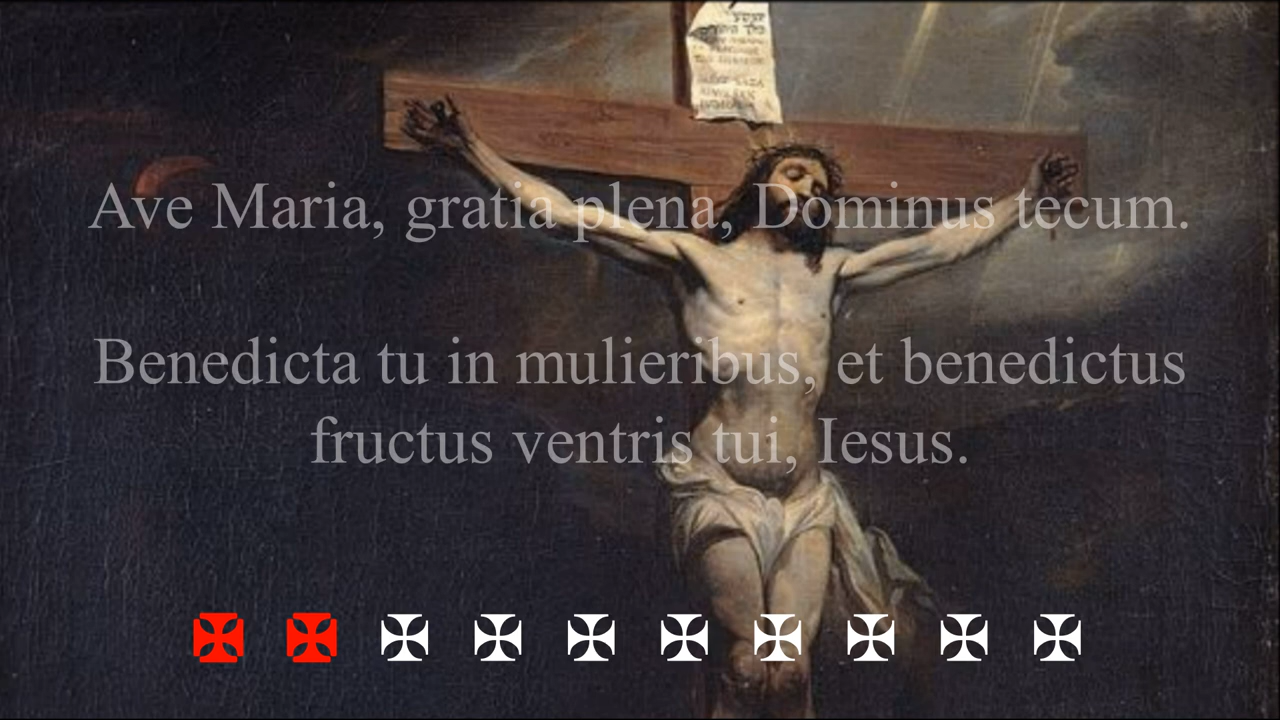 Ave Maria, gratia plena, Dominus tecum.
Benedicta tu in mulieribus, et benedictus
fructus ventris tui, Iesus.